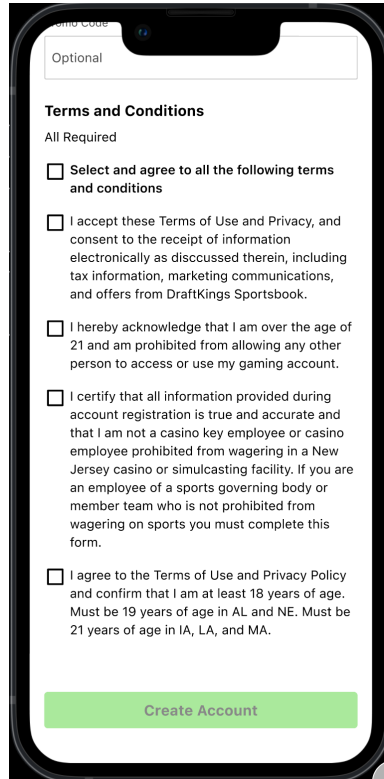 Promo Code
Optional
Terms and Conditions
All Required
Select and agree to all the following terms
and conditions
I accept these Terms of Use and Privacy, and
consent to the receipt of information
electronically as disccussed therein, including
tax information, marketing communications,
and offers from DraftKings Sportsbook.
I hereby acknowledge that I am over the age of
21 and am prohibited from allowing any other
person to access or use my gaming account.
I certify that all information provided during
account registration is true and accurate and
that I am not a casino key employee or casino
employee prohibited from wagering in a New
Jersey casino or simulcasting facility. If you are
an employee of a sports governing body or
member team who is not prohibited from
wagering on sports you must complete this
form.
I agree to the Terms of Use and Privacy Policy
and confirm that I am at least 18 years of age.
Must be 19 years of age in AL and NE. Must be
21 years of age in IA, LA, and MA.
Create Account